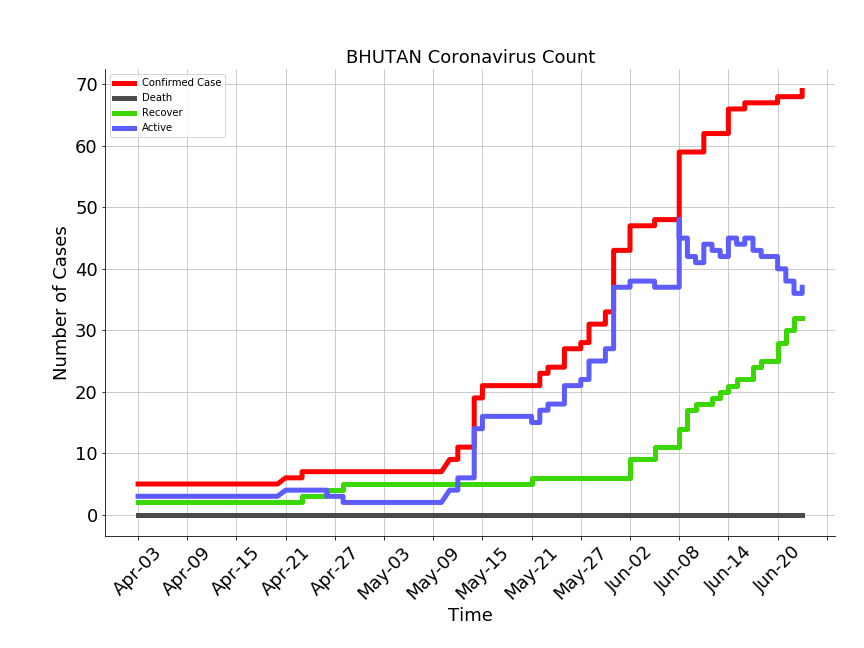 BHUTAN Coronavirus Count
Confirmed Case
Death
Recover
Active
70
60
50
40
30
20
10
0
Number of Cases
Apr-03
Apr-09
Apr-15
Apr-21
Apr-27
May-03
May-09
May-15
May-21
May-27
Jun-02
Jun-08
Jun-14
Jun-20
Time